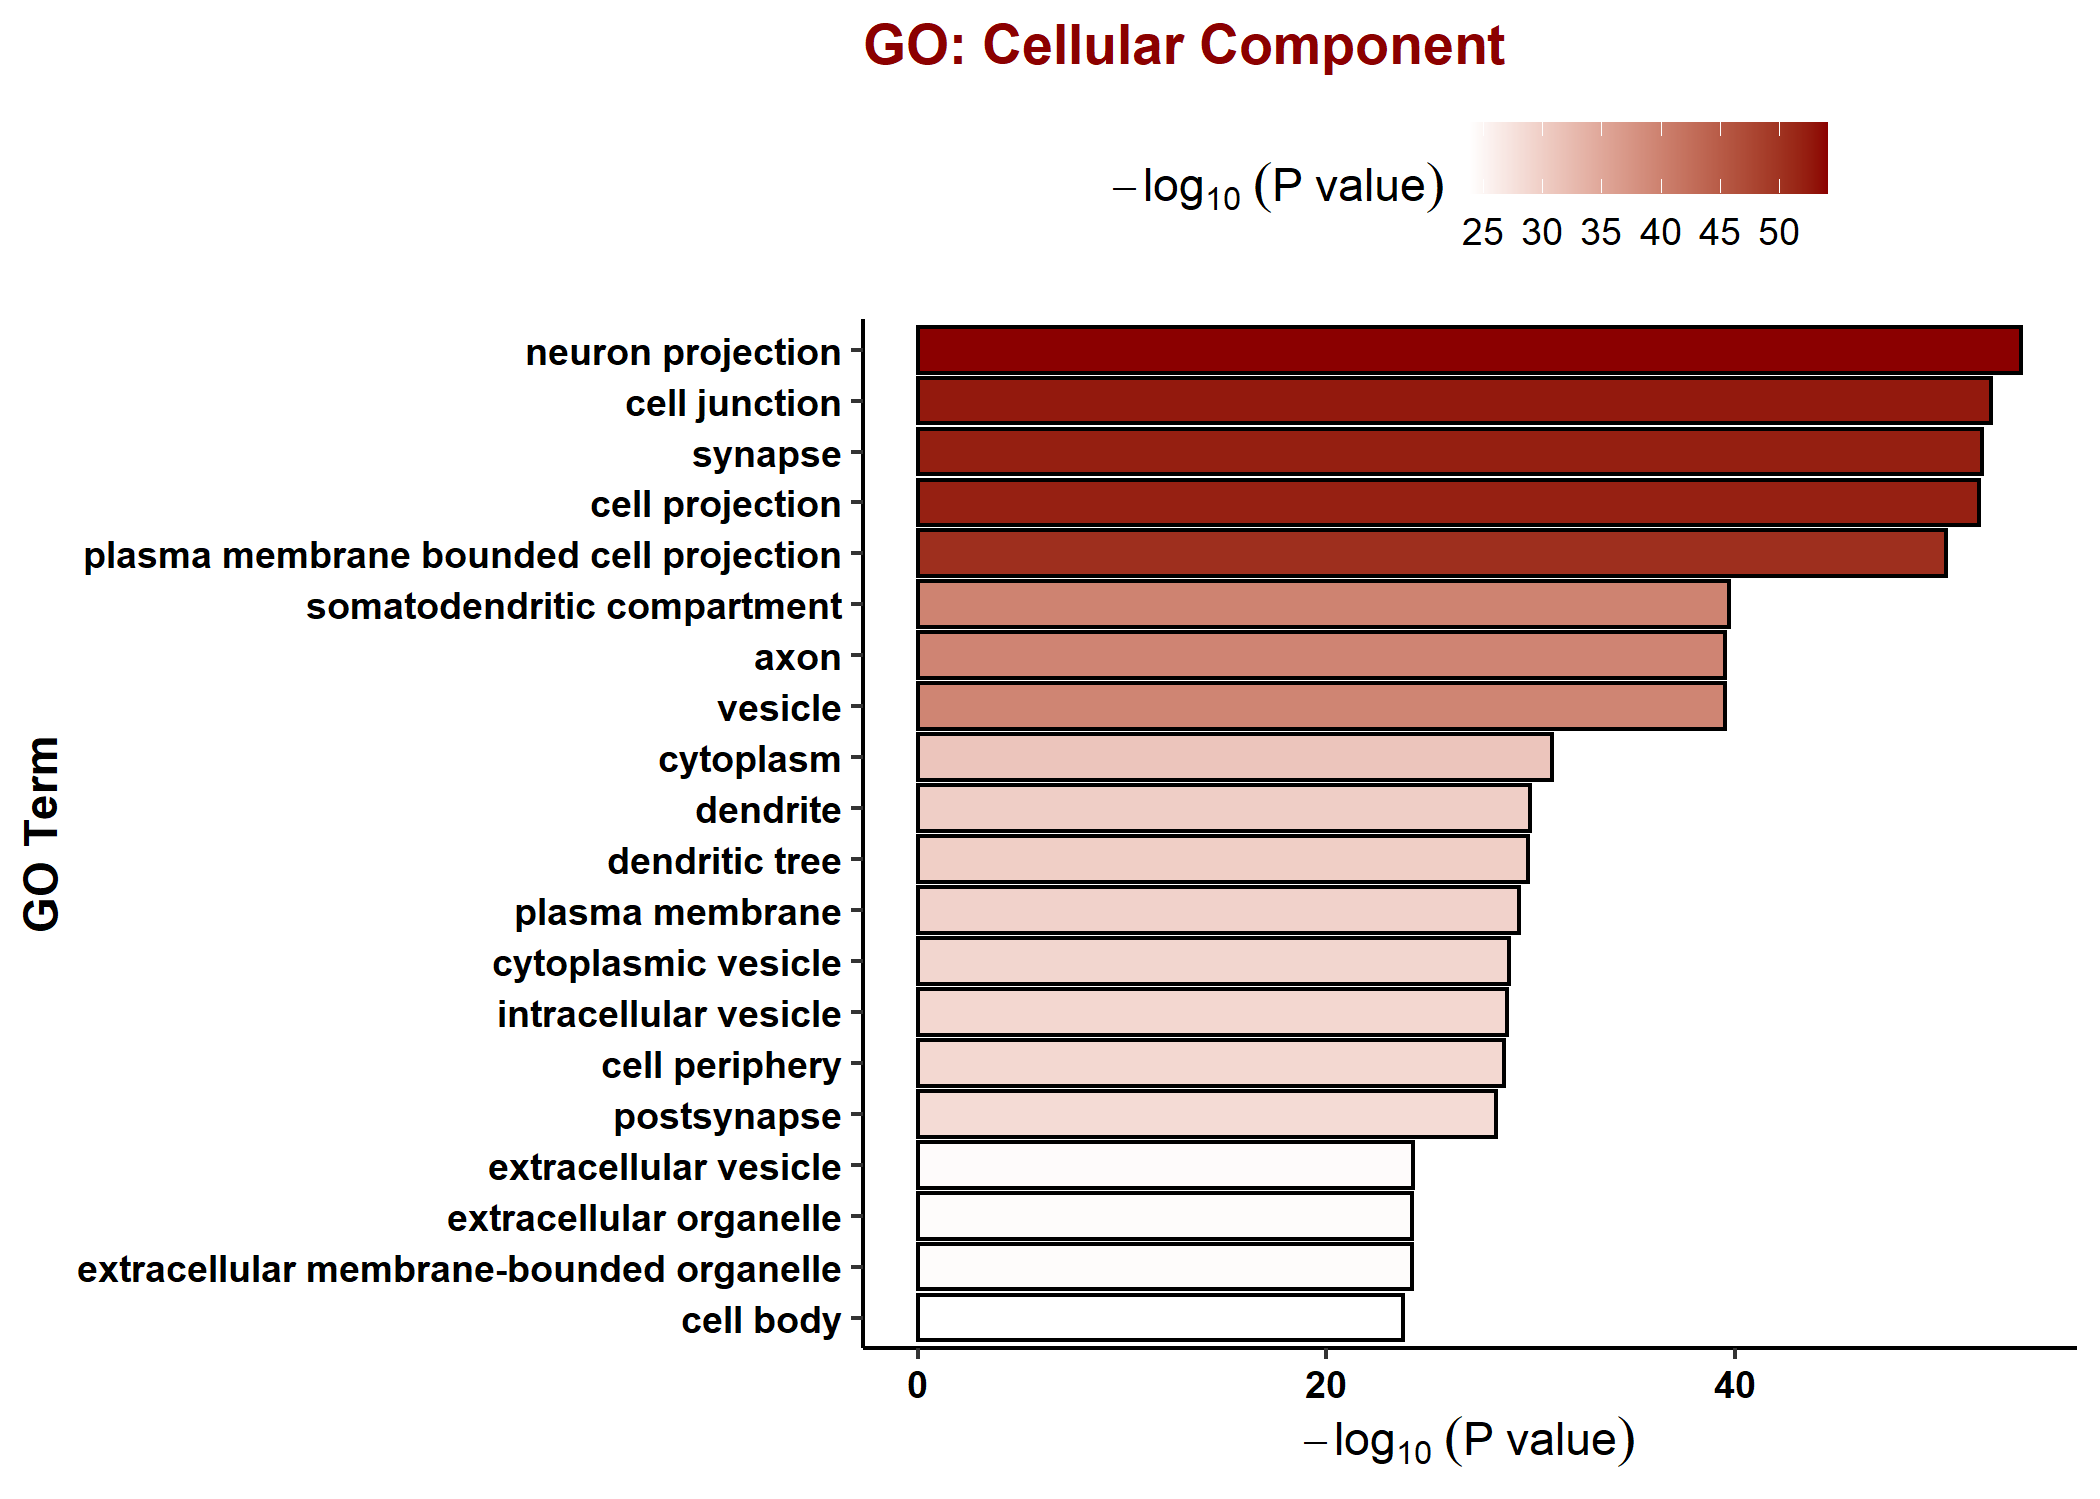 GO: Cellular Component
−log10 (P value)
25 30 35 40 45 50
neuron projection
cell junction
synapse
cell projection
plasma membrane bounded cell projection
somatodendritic compartment
axon
vesicle
cytoplasm
dendrite
dendritic tree
plasma membrane
cytoplasmic vesicle
intracellular vesicle
cell periphery
postsynapse
extracellular vesicle
extracellular organelle
extracellular membrane-bounded organelle
cell body
GO Term
0 20 40
−log10 (P value)